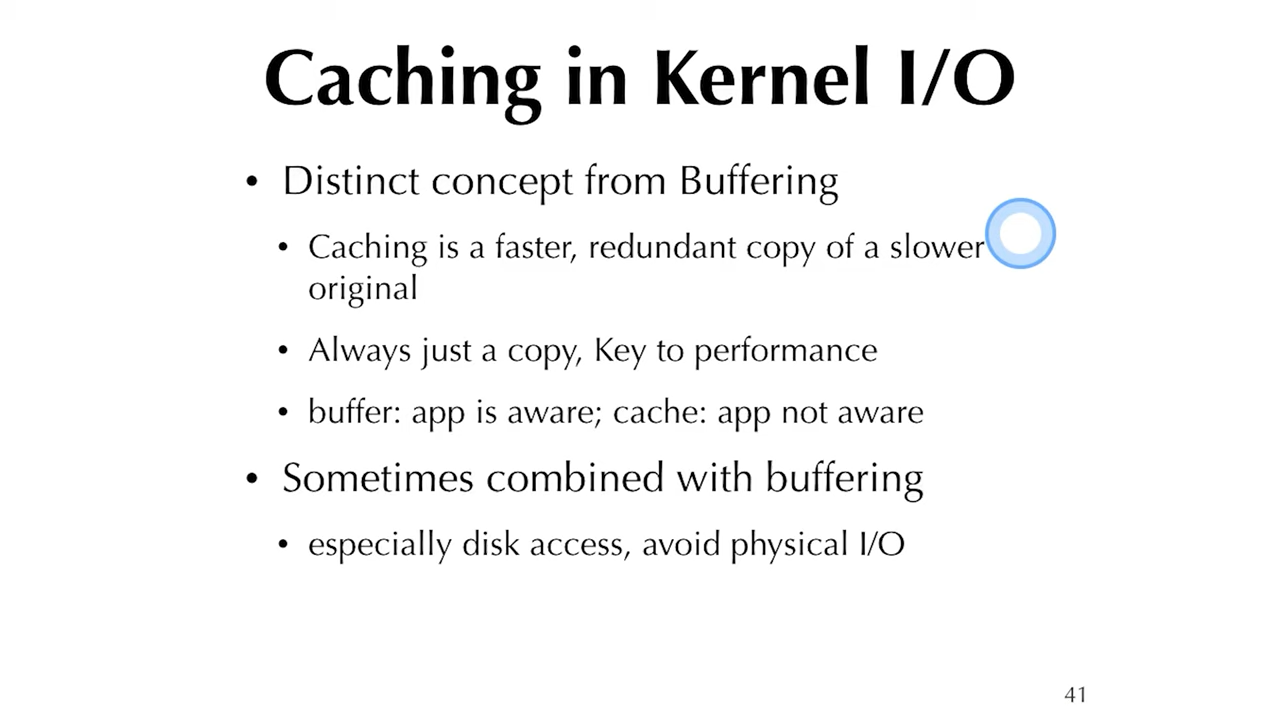 Caching in Kernel I/O
• Distinct concept from Buffering
• Caching is a faster, redundant copy of a slower
original
• Always just a copy, Key to performance
• buffer: app is aware; cache: app not aware
• Sometimes combined with buffering
• especially disk access, avoid physical I/O
41